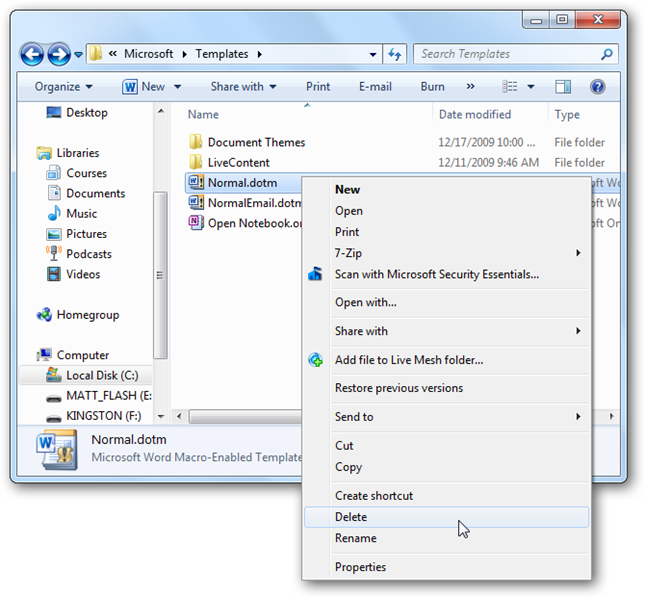 « Microsoft Templates Search Templates
Organize New Share with Print E-mail Burn »
Name Date modified Type
Desktop
Libraries
Courses
Documents
Music
Pictures
Podcasts
Videos
Homegroup
Computer
Local Disk (C:)
MATT_FLASH (E:
KINGSTON (F:)
Document Themes 12/17/2009 10:00 ... File folder
LiveContent 12/11/2009 9:46 AM File folder
Normal.dotm oft Wo
NormalEmail.dotm oft Wo
Open Notebook.on oft On
New
Open
Print
7-Zip
Scan with Microsoft Security Essentials...
Open with...
Share with
Add file to Live Mesh folder...
Restore previous versions
Send to
Cut
Copy
Create shortcut
Delete
Rename
Properties
Normal.dotm
Microsoft Word Macro-Enabled Template